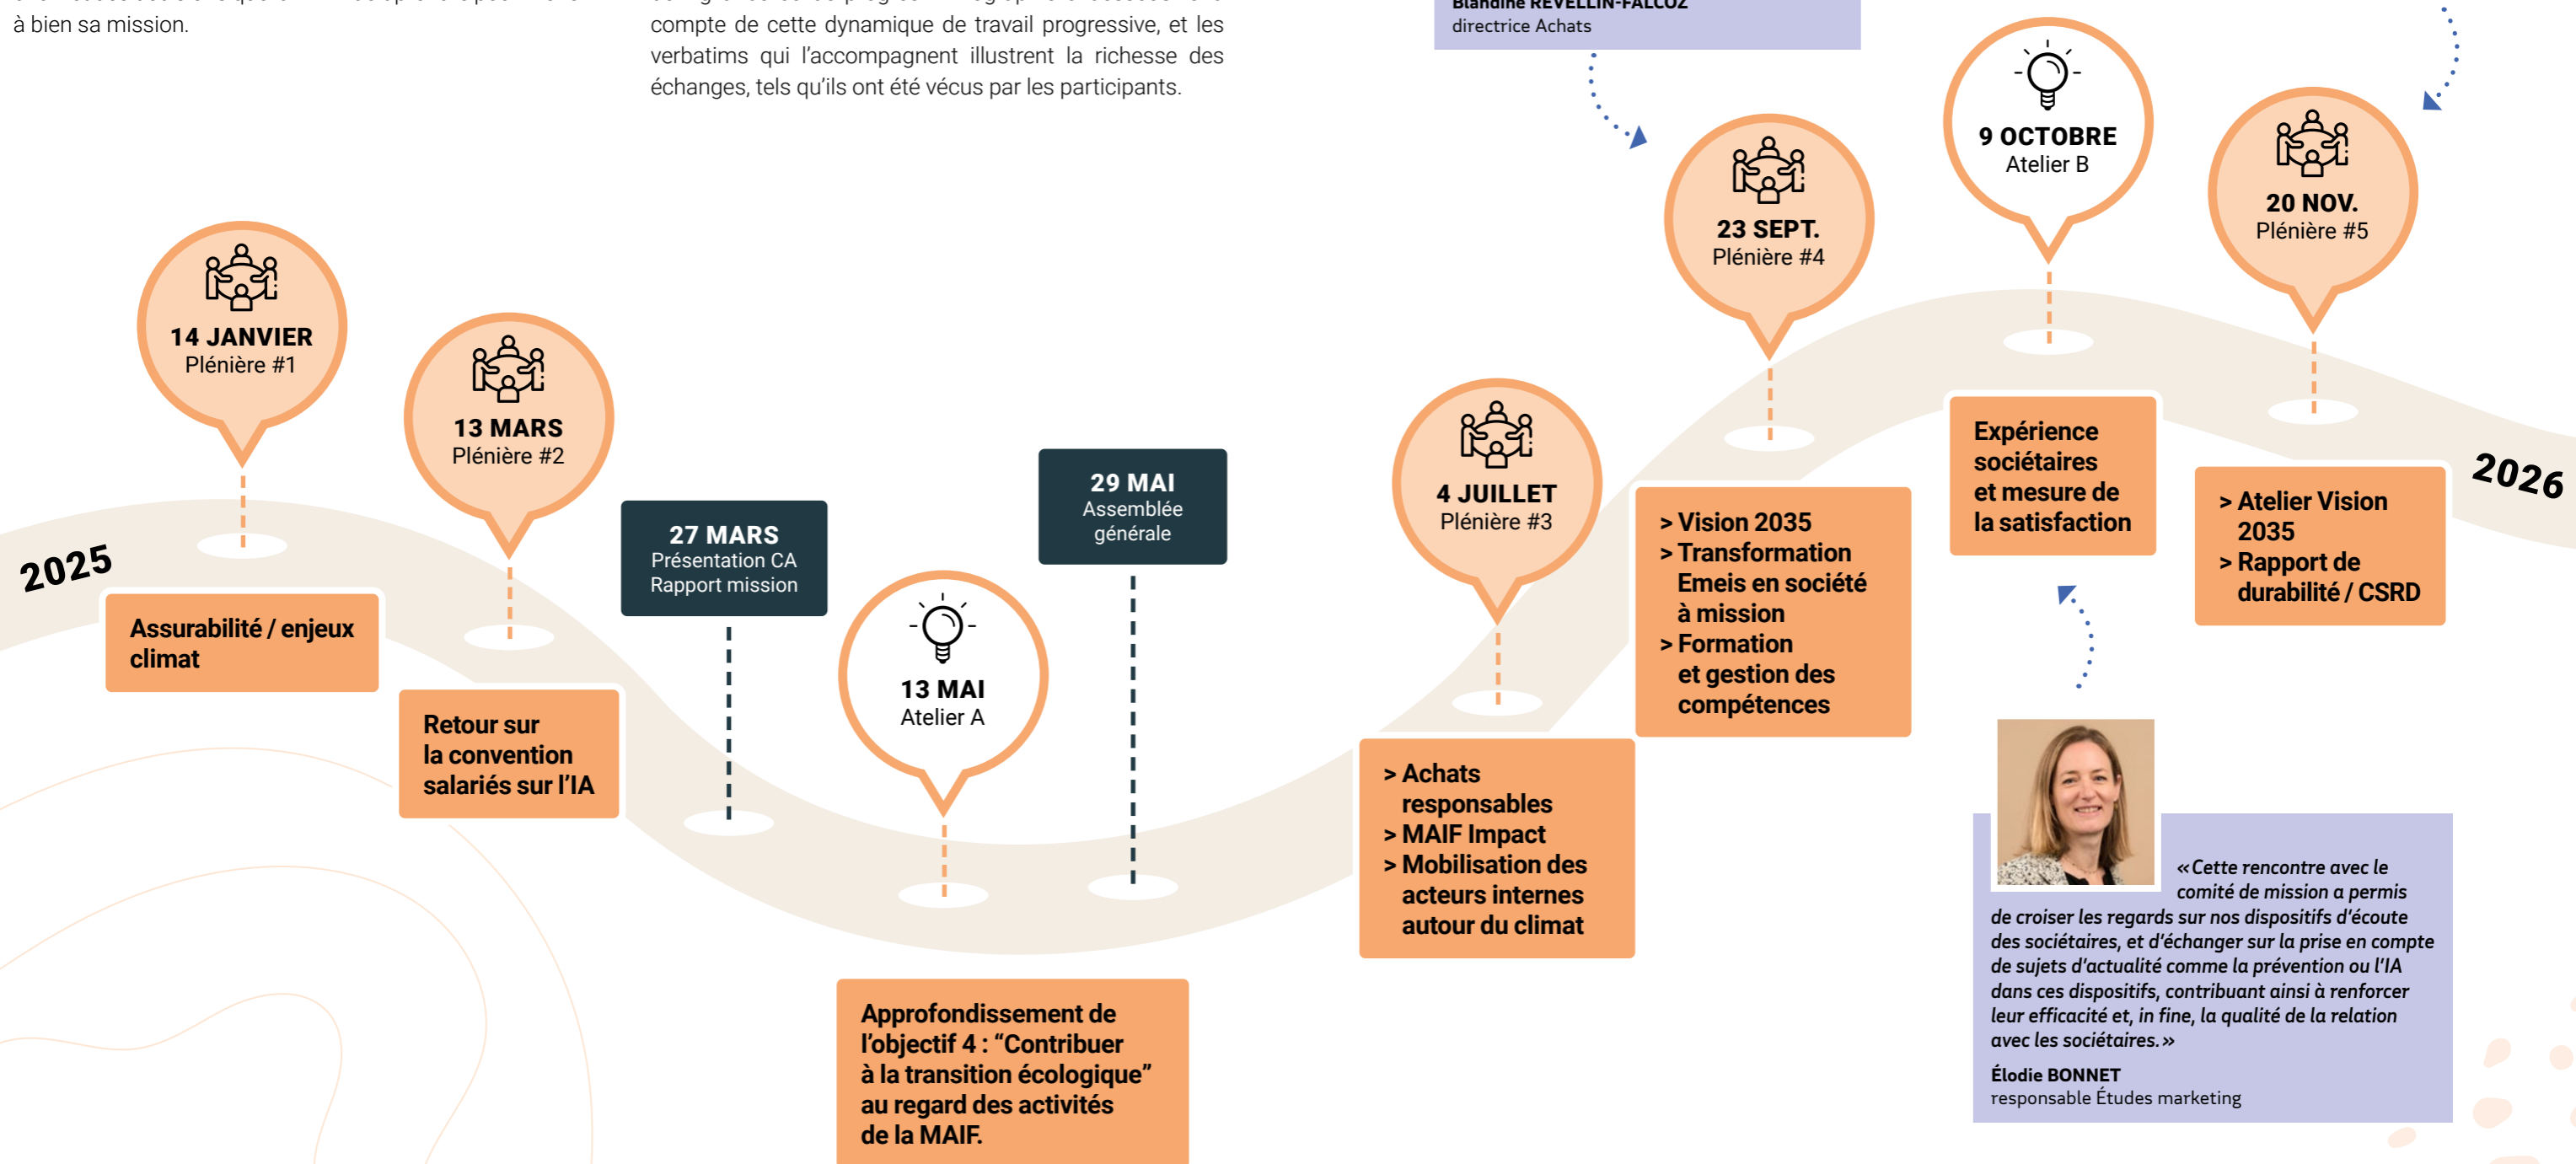 à bien sa mission.
compte de cette dynamique de travail progressive, et les
verbatims qui l'accompagnent illustrent la richesse des
échanges, tels qu'ils ont été vécus par les participants.
Blandine REVELLIN-FALCOZ
directrice Achats
2025
14 JANVIER
Plénière #1
Assurabilité / enjeux
climat
13 MARS
Plénière #2
Retour sur
la convention
salariés sur l'IA
27 MARS
Présentation CA
Rapport mission
13 MAI
Atelier A
Approfondissement de
l'objectif 4 : “Contribuer
à la transition écologique”
au regard des activités
de la MAIF.
29 MAI
Assemblée
générale
4 JUILLET
Plénière #3
> Achats
responsables
> MAIF Impact
> Mobilisation des
acteurs internes
autour du climat
23 SEPT.
Plénière #4
> Vision 2035
> Transformation
Emeis en société
à mission
> Formation
et gestion des
compétences
9 OCTOBRE
Atelier B
Expérience
sociétaires
et mesure de
la satisfaction
20 NOV.
Plénière #5
> Atelier Vision
2035
> Rapport de
durabilité / CSRD
2026
« Cette rencontre avec le
comité de mission a permis
de croiser les regards sur nos dispositifs d'écoute
des sociétaires, et d'échanger sur la prise en compte
de sujets d'actualité comme la prévention ou l'IA
dans ces dispositifs, contribuant ainsi à renforcer
leur efficacité et, in fine, la qualité de la relation
avec les sociétaires. »
Élodie BONNET
responsable Études marketing